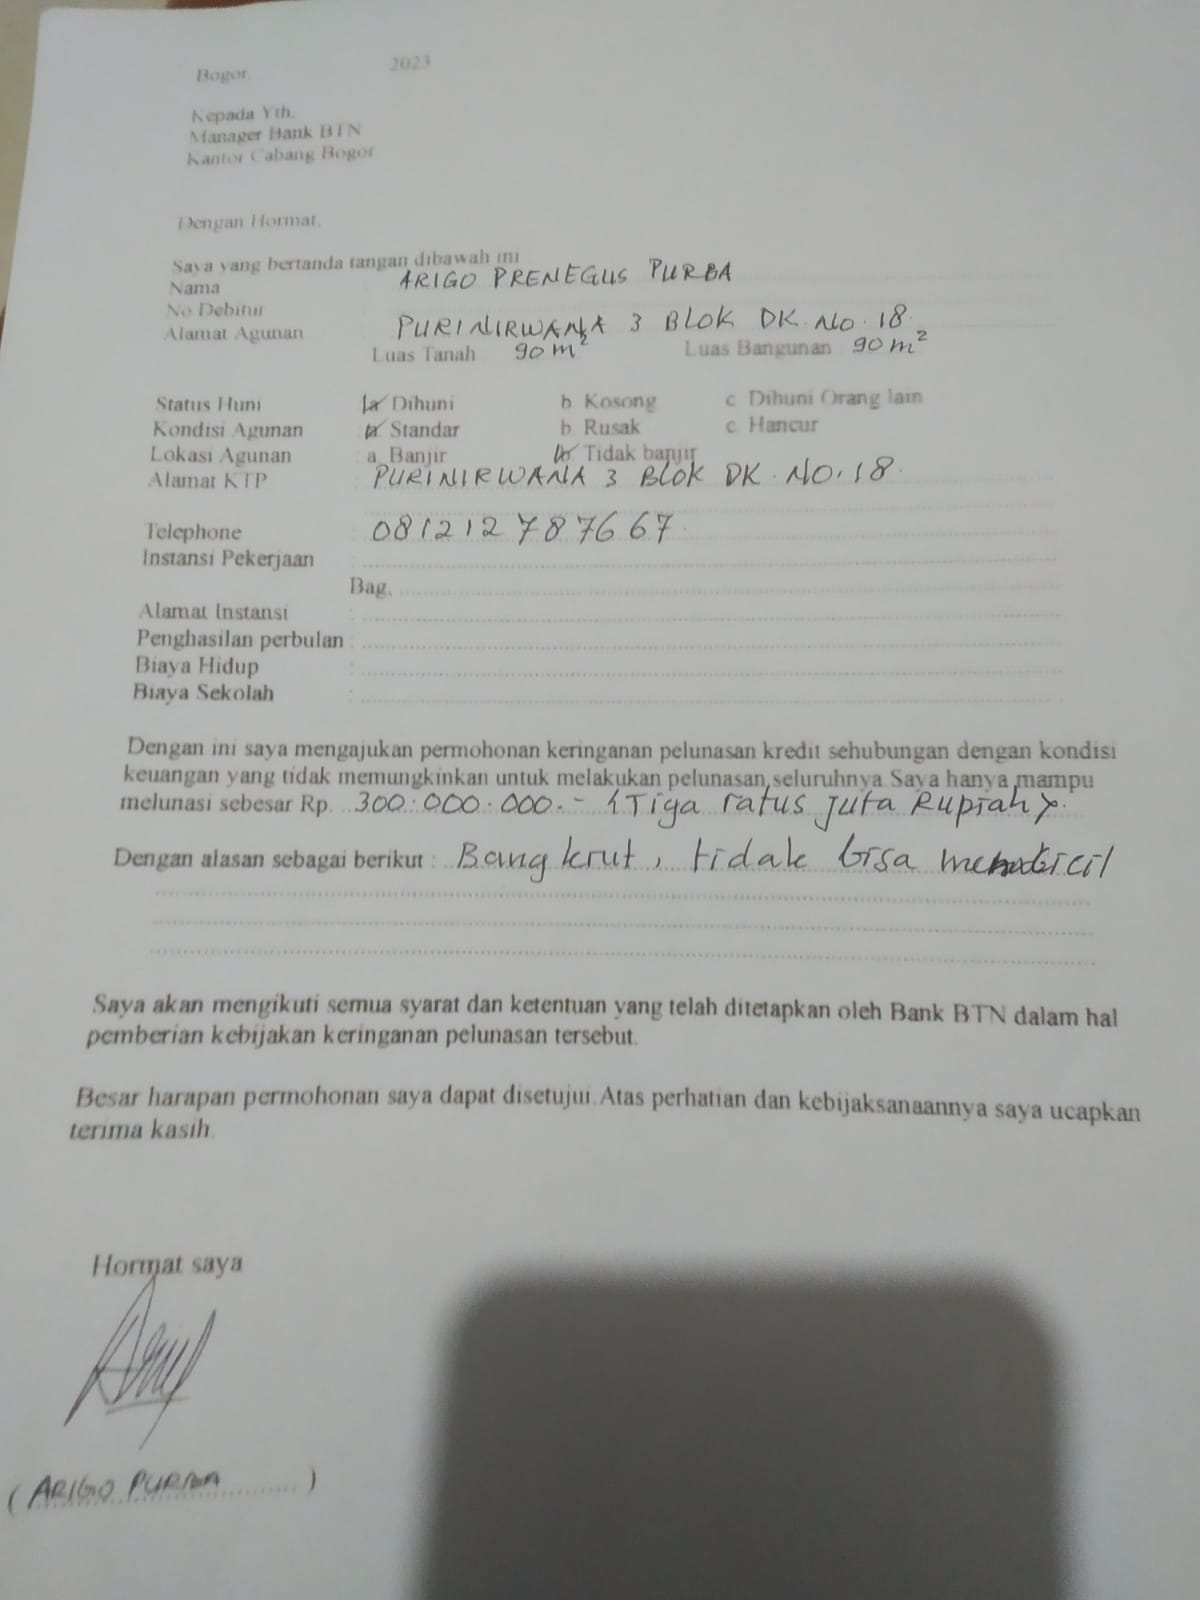 Bogor, 2023
Kepada Yth.
Manager Bank BTN
Kantor Cabang Bogor
Dengan Hormat,
Saya yang bertanda tangan dibawah ini
Nama ARIGO PRENEGUS PURBA
No Debitur
Alamat Agunan PURI NIRWANA 3 BLOK DK. No. 18.
Luas Tanah 90 m² Luas Bangunan 90 m²
Status Huni a Dihuni b Kosong c Dihuni Orang lain
Kondisi Agunan a. Standar b. Rusak c. Hancur
Lokasi Agunan a. Banjir b. Tidak banjir
Alamat KTP : PURI NIRWANA 3 BLOK DK. NO. 18.
Telephone : 081212787667.
Instansi Pekerjaan :
Bag.
Alamat Instansi :
Penghasilan perbulan :
Biaya Hidup :
Biaya Sekolah :
Dengan ini saya mengajukan permohonan keringanan pelunasan kredit sehubungan dengan kondisi
keuangan yang tidak memungkinkan untuk melakukan pelunasan seluruhnya. Saya hanya mampu
melunasi sebesar Rp. 300.000.000.- (Tiga ratus juta Rupiah).
Dengan alasan sebagai berikut : Bangkrut, tidak bisa
Saya akan mengikuti semua syarat dan ketentuan yang telah ditetapkan oleh Bank BTN dalam hal
pemberian kebijakan keringanan pelunasan tersebut.
Besar harapan permohonan saya dapat disetujui. Atas perhatian dan kebijaksanaannya saya ucapkan
terima kasih.
Hormat saya
( ARIGO PURBA )